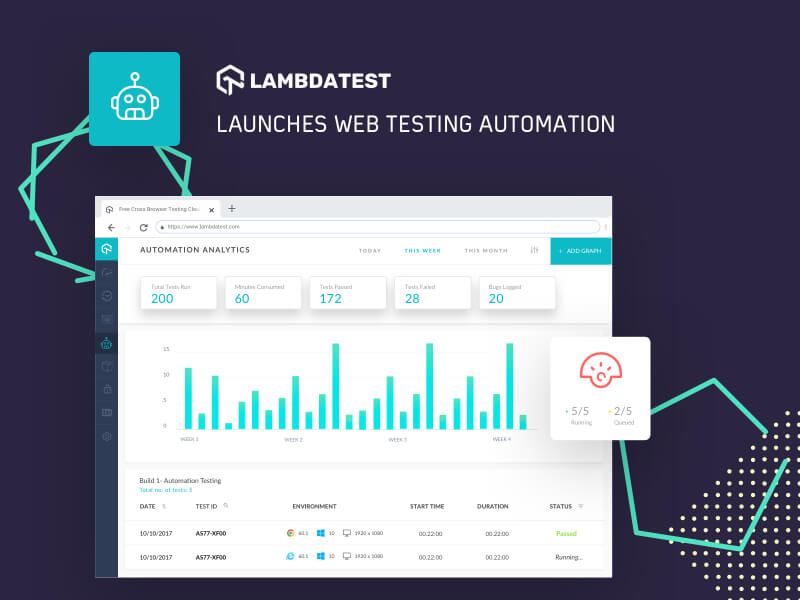 LAMBDATEST
LAUNCHES WEB TESTING AUTOMATION
Free Cross Browser Testing Clou
https://www.lambdatest.com
AUTOMATION ANALYTICS
TODAY
THIS WEEK
THIS MONTH
+ ADD GRAPH
Total Tests Run
200
Minutes Consumed
60
Tests Passed
172
Tests Failed
28
Bugs Logged
20
15
10
5
0
WEEK 1
WEEK 2
WEEK 3
WEEK 4
5/5
Running
2/5
Queued
Build 1- Automation Testing
Total no. of tests: 5
DATE TEST ID ENVIRONMENT START TIME DURATION STATUS
10/10/2017 AS77-XF00 60.1 10 1920 x 1080 00.22:00 00.22:00 Passed
10/10/2017 AS77-XF00 60.1 10 1920 x 1080 00.22:00 00.22:00 Running...